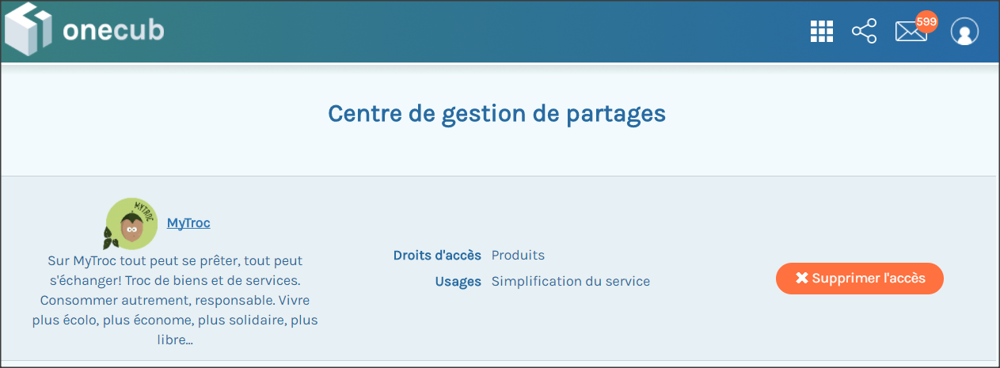 onecub
599
Centre de gestion de partages
MYTROC
MyTroc
Sur MyTroc tout peut se prêter, tout peut
s'échanger! Troc de biens et de services.
Consommer autrement, responsable. Vivre
plus écolo, plus économe, plus solidaire, plus
libre...
Droits d'accès Produits
Usages Simplification du service
Supprimer l'accès